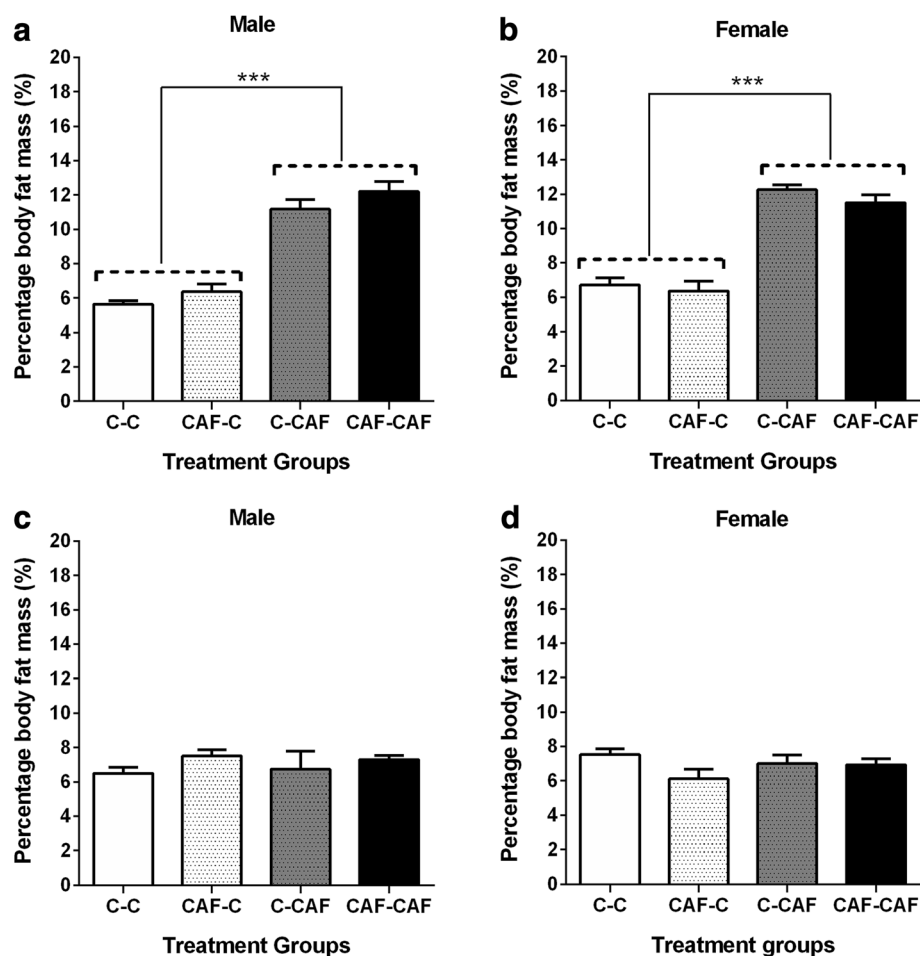 a
Male
Percentage body fat mass (%)
20
18
16
14
12
10
8
6
4
2
0
***
C-C CAF-C C-CAF CAF-CAF
Treatment Groups
b
Female
Percentage body fat mass (%)
20
18
16
14
12
10
8
6
4
2
0
***
C-C CAF-C C-CAF CAF-CAF
Treatment Groups
c
Male
Percentage body fat mass (%)
20
18
16
14
12
10
8
6
4
2
0
C-C CAF-C C-CAF CAF-CAF
Treatment Groups
d
Female
Percentage body fat mass (%)
20
18
16
14
12
10
8
6
4
2
0
C-C CAF-C C-CAF CAF-CAF
Treatment groups